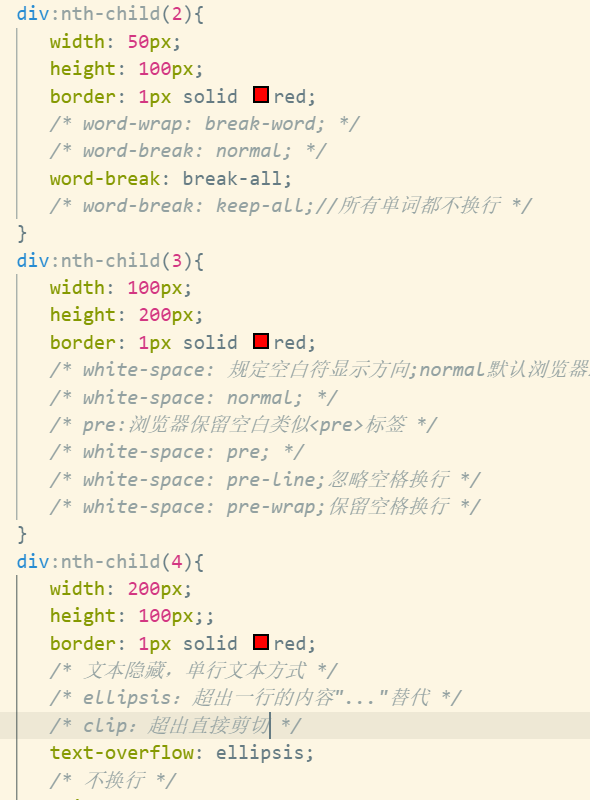 div:nth-child(2){
width: 50px;
height: 100px;
border: 1px solid red;
/* word-wrap: break-word; */
/* word-break: normal; */
word-break: break-all;
/* word-break: keep-all;//所有单词都不换行 */
}
div:nth-child(3){
width: 100px;
height: 200px;
border: 1px solid red;
/* white-space: 规定空白符显示方向;normal默认浏览器
/* white-space: normal; */
/* pre:浏览器保留空白类似<pre>标签 */
/* white-space: pre; */
/* white-space: pre-line;忽略空格换行 */
/* white-space: pre-wrap;保留空格换行 */
}
div:nth-child(4){
width: 200px;
height: 100px;;
border: 1px solid red;
/* 文本隐藏，单行文本方式 */
/* ellipsis：超出一行的内容"..."替代 */
/* clip：超出直接剪切 */
text-overflow: ellipsis;
/* 不换行 */